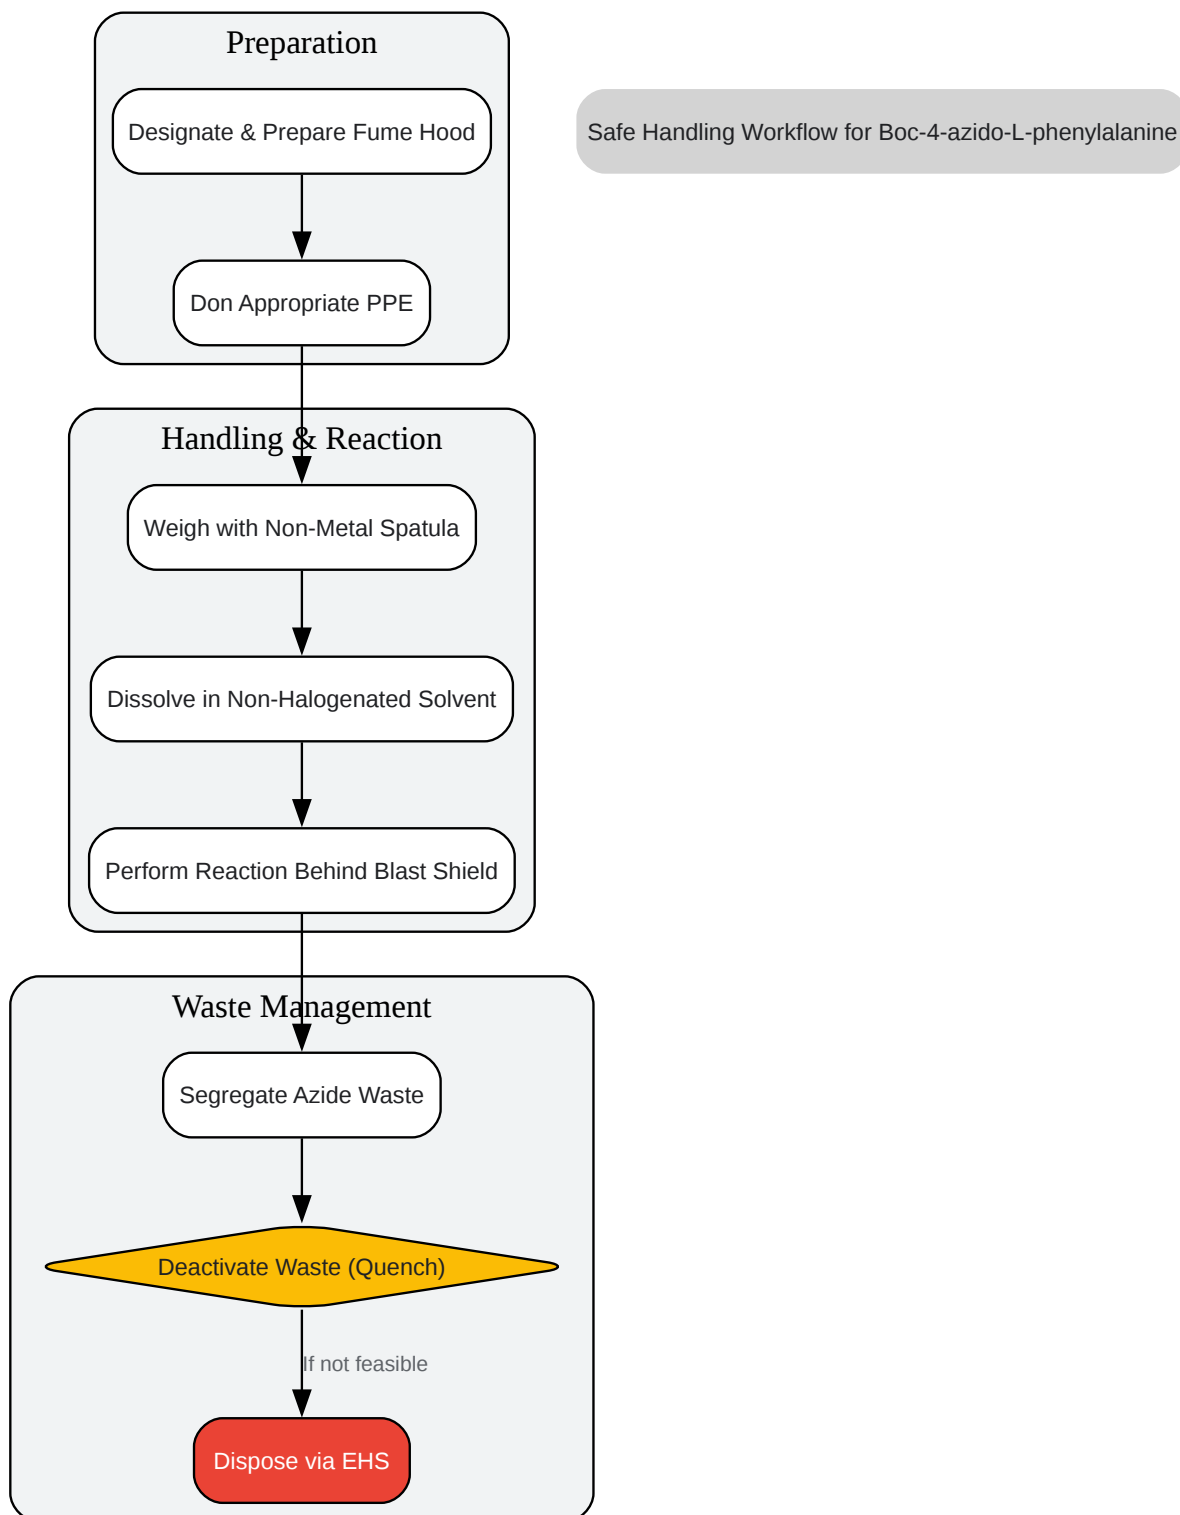 Preparation
Designate & Prepare Fume Hood
Safe Handling Workflow for Boc-4-azido-L-phenylalanine
Don Appropriate PPE
Handling & Reaction
Weigh with Non-Metal Spatula
Dissolve in Non-Halogenated Solvent
Perform Reaction Behind Blast Shield
Waste Management
Segregate Azide Waste
Deactivate Waste (Quench)
If not feasible
Dispose via EHS